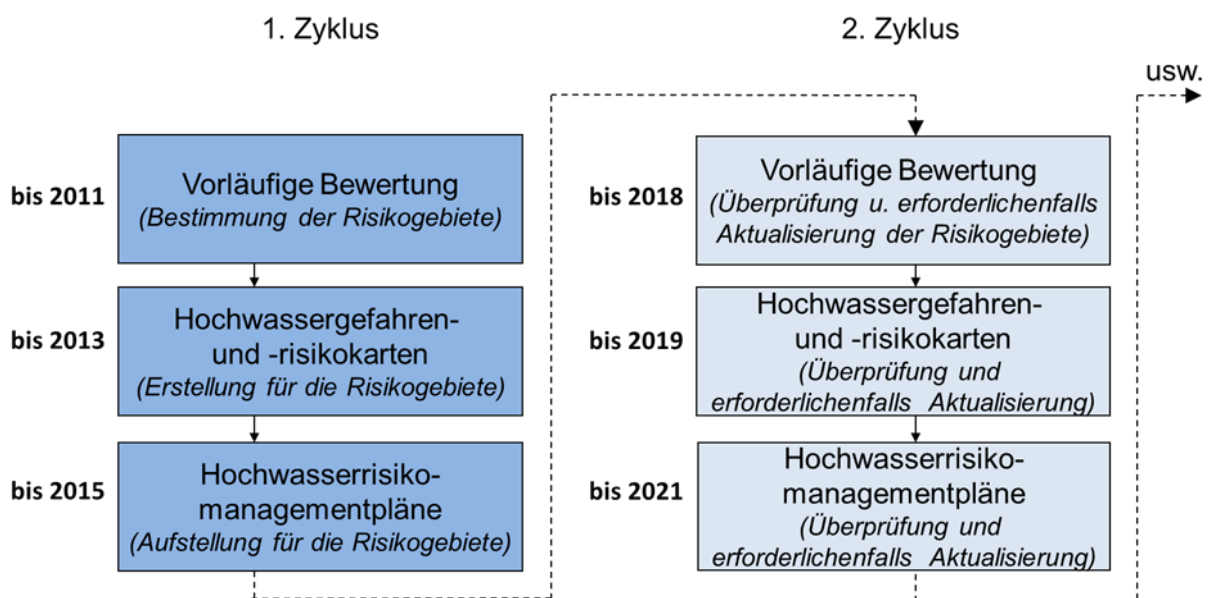 1. Zyklus
bis 2011
Vorläufige Bewertung
(Bestimmung der Risikogebiete)
bis 2013
Hochwassergefahren-
und -risikokarten
(Erstellung für die Risikogebiete)
bis 2015
Hochwasserrisiko-
managementpläne
(Aufstellung für die Risikogebiete)
2. Zyklus
bis 2018
Vorläufige Bewertung
(Überprüfung u. erforderlichenfalls
Aktualisierung der Risikogebiete)
bis 2019
Hochwassergefahren-
und -risikokarten
(Überprüfung und
erforderlichenfalls Aktualisierung)
bis 2021
Hochwasserrisiko-
managementpläne
(Überprüfung und
erforderlichenfalls Aktualisierung)
usw.